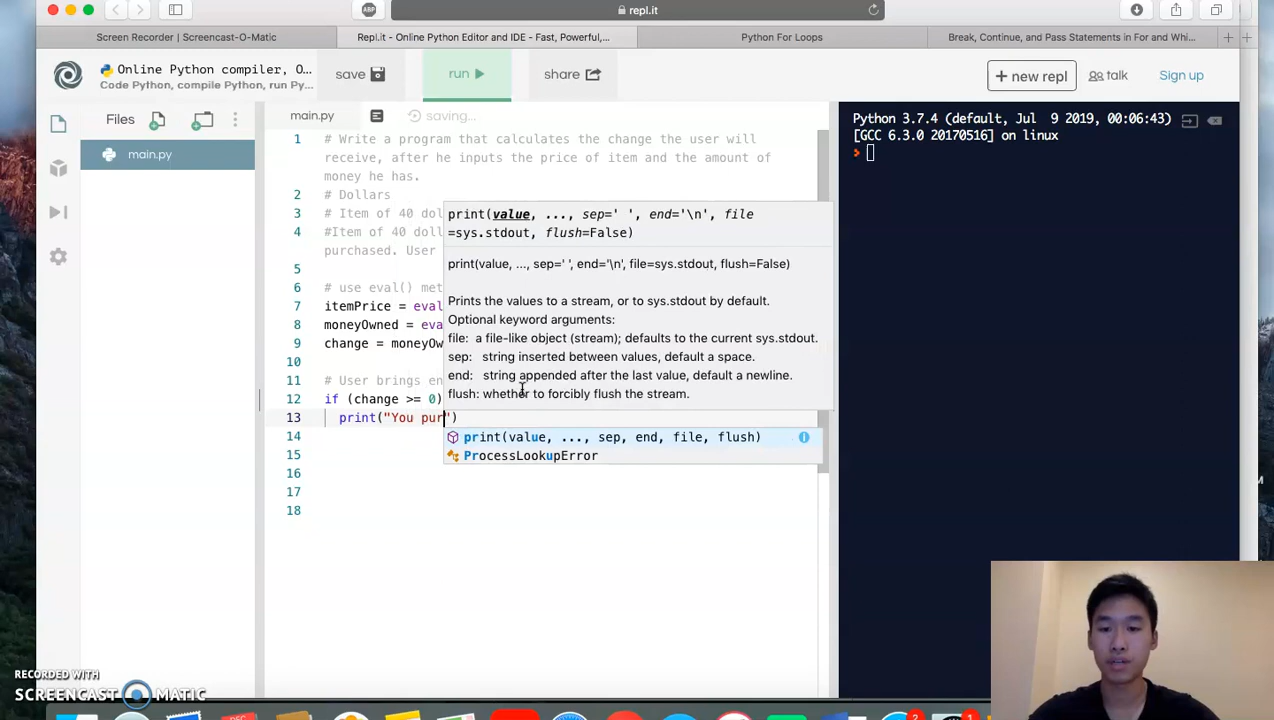 repl.it
Screen Recorder | Screencast-O-Matic
Repl.it - Online Python Editor and IDE - Fast, Powerful,...
Python For Loops
Break, Continue, and Pass Statements in For and Whi...
Online Python compiler, O...
Code Python, compile Python, run Py...
save
run
share
+ new repl
talk
Sign up
Files
main.py
saving...
main.py
1 # Write a program that calculates the change the user will
receive, after he inputs the price of item and the amount of
money he has.
2 # Dollars
3 # Item of 40 dol
4 #Item of 40 doll
purchased. User
5
6 # use eval() met
7 itemPrice = eval
8 moneyOwned = eva
9 change = moneyOw
10
11 # User brings en
12 if (change >= 0)
13 print("You pur")
14
15
16
17
18
print(value, ..., sep=' ', end='\n', file
=sys.stdout, flush=False)
print(value, ..., sep=' ', end='\n', file=sys.stdout, flush=False)
Prints the values to a stream, or to sys.stdout by default.
Optional keyword arguments:
file: a file-like object (stream); defaults to the current sys.stdout.
sep: string inserted between values, default a space.
end: string appended after the last value, default a newline.
flush: whether to forcibly flush the stream.
print(value, ..., sep, end, file, flush)
ProcessLookupError
Python 3.7.4 (default, Jul 9 2019, 00:06:43)
[GCC 6.3.0 20170516] on linux
RECORDED WITH
SCREENCAST-O-MATIC
DEC
2
1
ABP